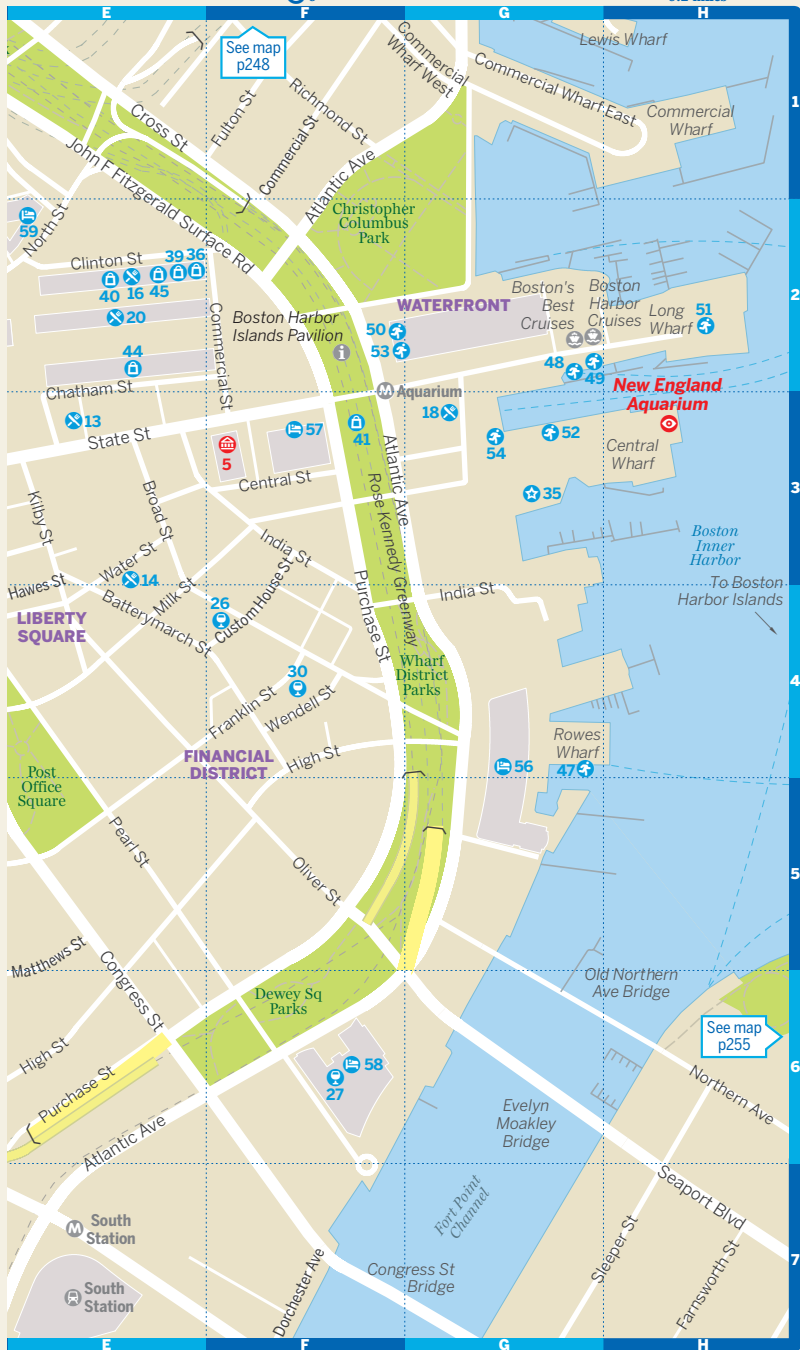 E F G H
See map
p248
Lewis Wharf
Commercial
Wharf West
Commercial Wharf East
Commercial
Wharf
1
Cross St
Fulton St
Richmond St
Commercial St
Atlantic Ave
John F Fitzgerald Surface Rd
Christopher
Columbus
Park
59
North St
Clinton St
39 36
40 16 45
20
44
Commercial St
Boston Harbor
Islands Pavilion
WATERFRONT
50
53
Boston's
Best
Cruises
Boston
Harbor
Cruises
Long
Wharf
51
2
48
49
New England
Aquarium
M Aquarium
Chatham St
13
State St
5
57
41
18
54
52
Central
Wharf
35
3
Central St
Atlantic Ave
Rose Kennedy Greenway
Kilby St
Broad St
Water St
14
Hawes St
Milk St
Batterymarch St
India St
Custom House St
26
Purchase St
India St
Boston
Inner
Harbor
To Boston
Harbor Islands
LIBERTY
SQUARE
30
Franklin St
Wendell St
Wharf
District
Parks
4
FINANCIAL
DISTRICT
High St
Rowes
Wharf
56
47
Post
Office
Square
Pearl St
Oliver St
5
Matthews St
Congress St
Dewey Sq
Parks
Old Northern
Ave Bridge
See map
p255
High St
Purchase St
58
27
6
Northern Ave
Evelyn
Moakley
Bridge
Atlantic Ave
Seaport Blvd
Fort Point
Channel
M South
Station
South
Station
Dorchester Ave
Congress St
Bridge
Sleeper St
Farnsworth St
7
E F G H